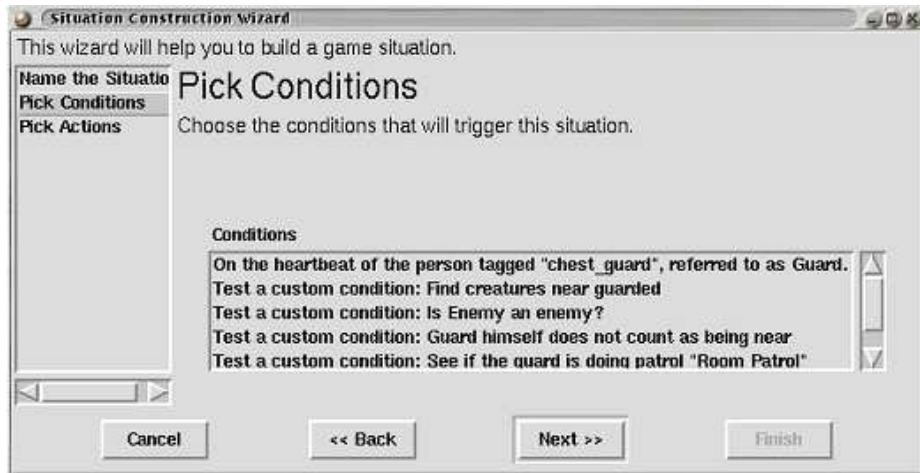 Situation Construction Wizard
This wizard will help you to build a game situation.
Name the Situatio
Pick Conditions
Pick Actions
Pick Conditions
Choose the conditions that will trigger this situation.
Conditions
On the heartbeat of the person tagged "chest_guard", referred to as Guard.
Test a custom condition: Find creatures near guarded
Test a custom condition: Is Enemy an enemy?
Test a custom condition: Guard himself does not count as being near
Test a custom condition: See if the guard is doing patrol "Room Patrol"
Cancel
<< Back
Next >>
Finish